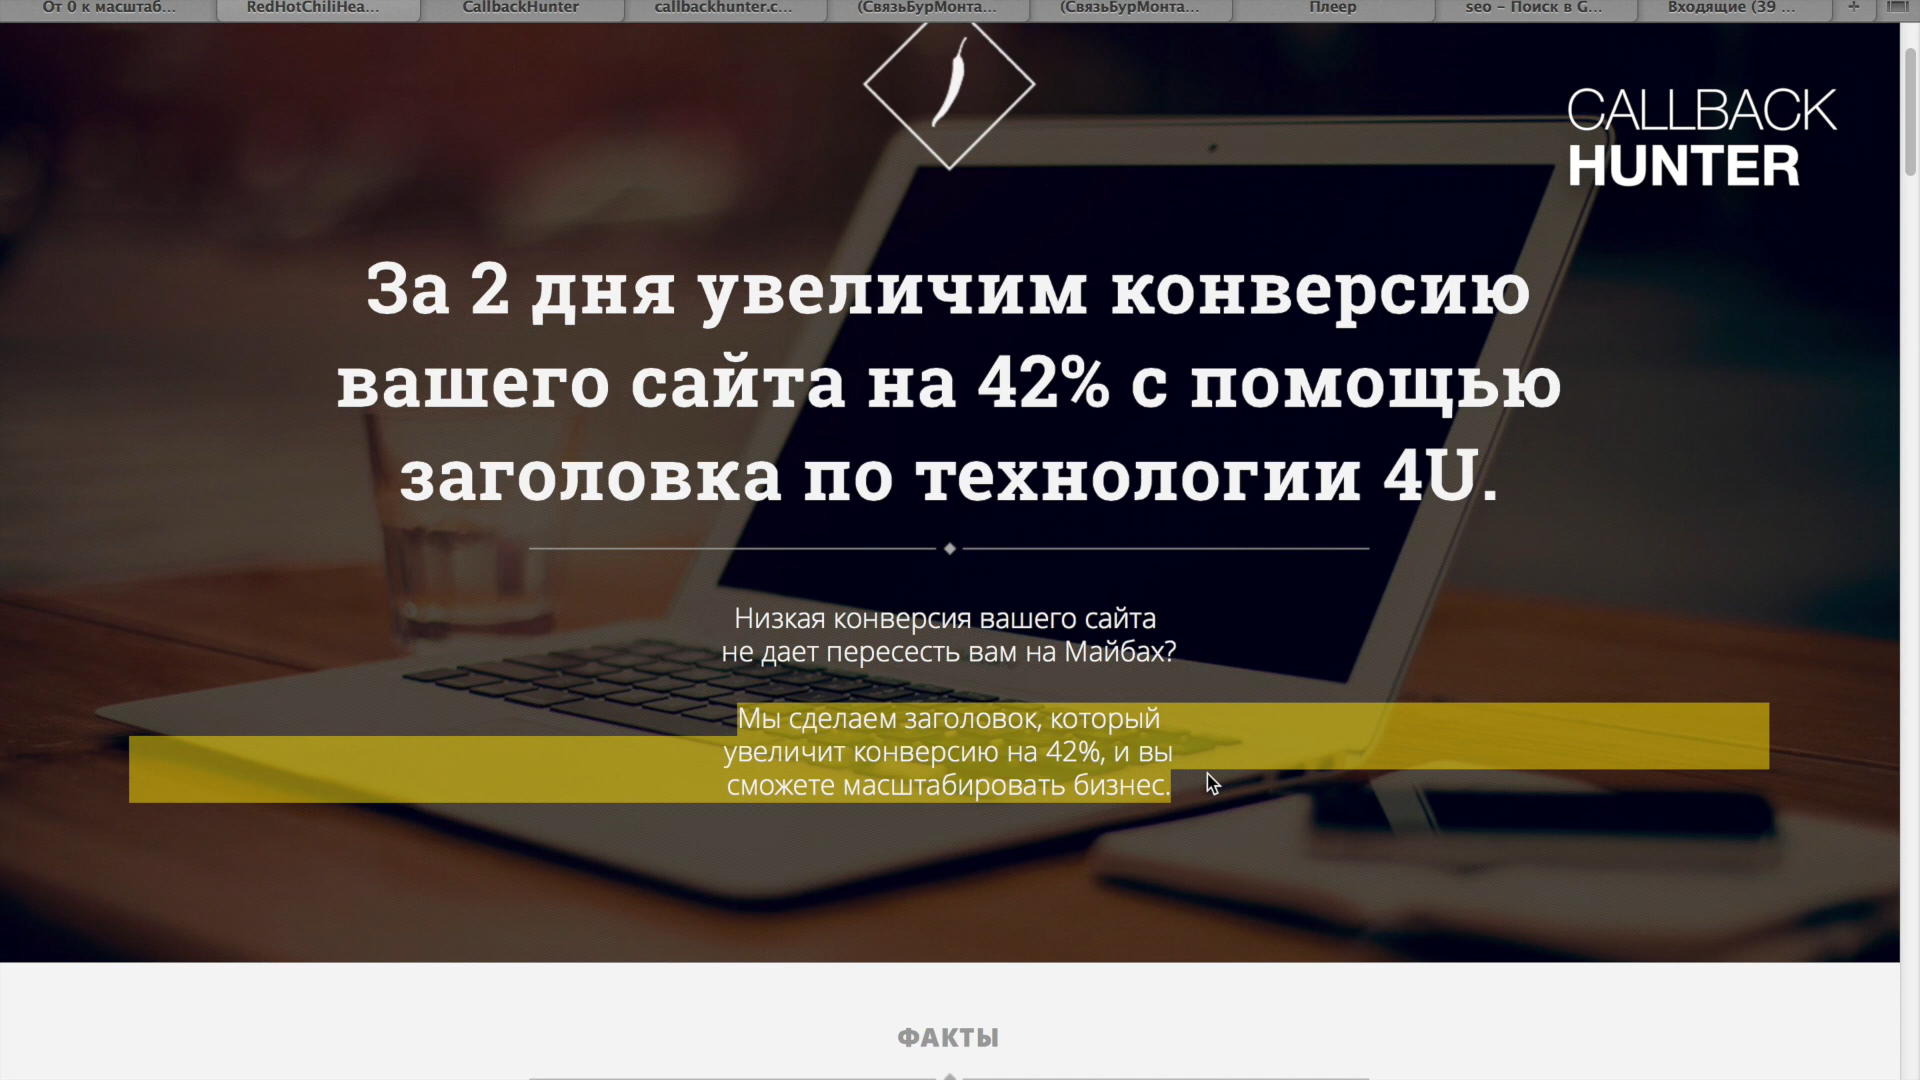 От 0 к масштаб...
RedHotChiliHea...
CallbackHunter
callbackhunter.c...
(СвязьБурМонта...
(СвязьБурМонта...
Плеер
seo – Поиск в G...
Входящие (39 ...
CALLBACK
HUNTER
За 2 дня увеличим конверсию
вашего сайта на 42% с помощью
заголовка по технологии 4U.
Низкая конверсия вашего сайта
не дает пересесть вам на Майбах?
Мы сделаем заголовок, который
увеличит конверсию на 42%, и вы
сможете масштабировать бизнес.
ФАКТЫ